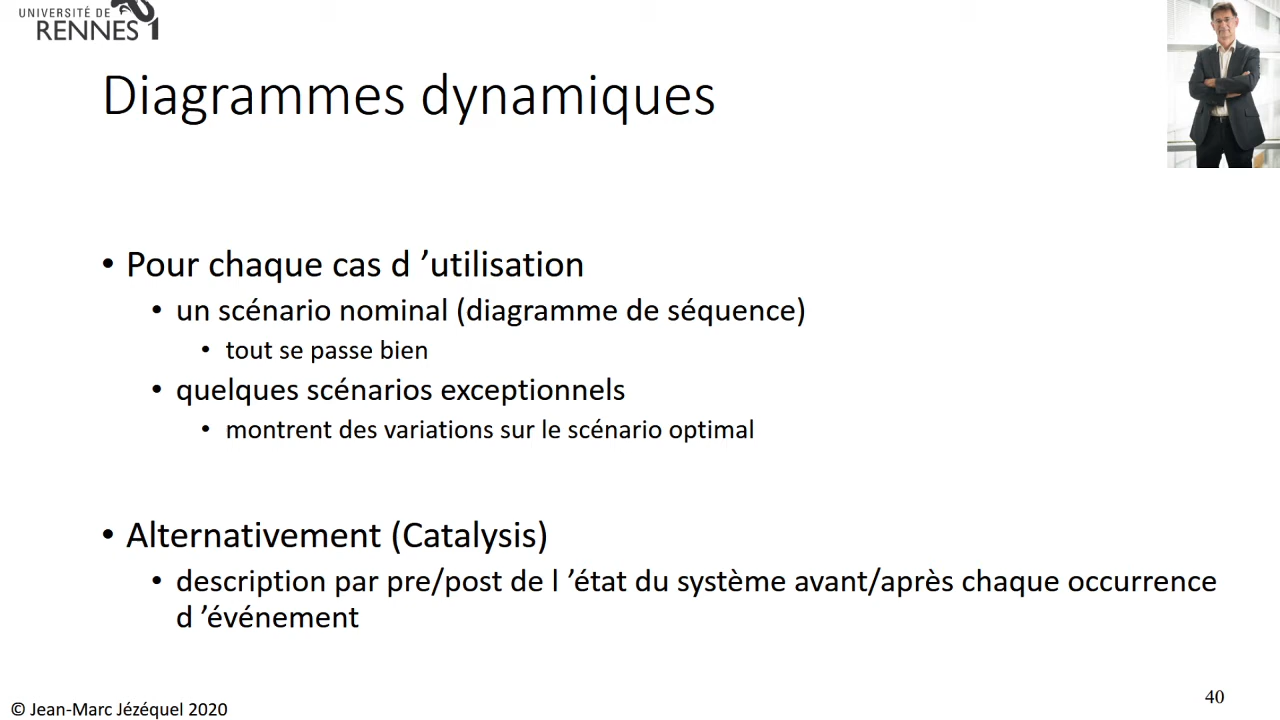 UNIVERSITÉ DE
RENNES 1
Diagrammes dynamiques
• Pour chaque cas d ’utilisation
• un scénario nominal (diagramme de séquence)
• tout se passe bien
• quelques scénarios exceptionnels
• montrent des variations sur le scénario optimal
• Alternativement (Catalysis)
• description par pre/post de l ’état du système avant/après chaque occurrence
d ’événement
© Jean-Marc Jézéquel 2020
40